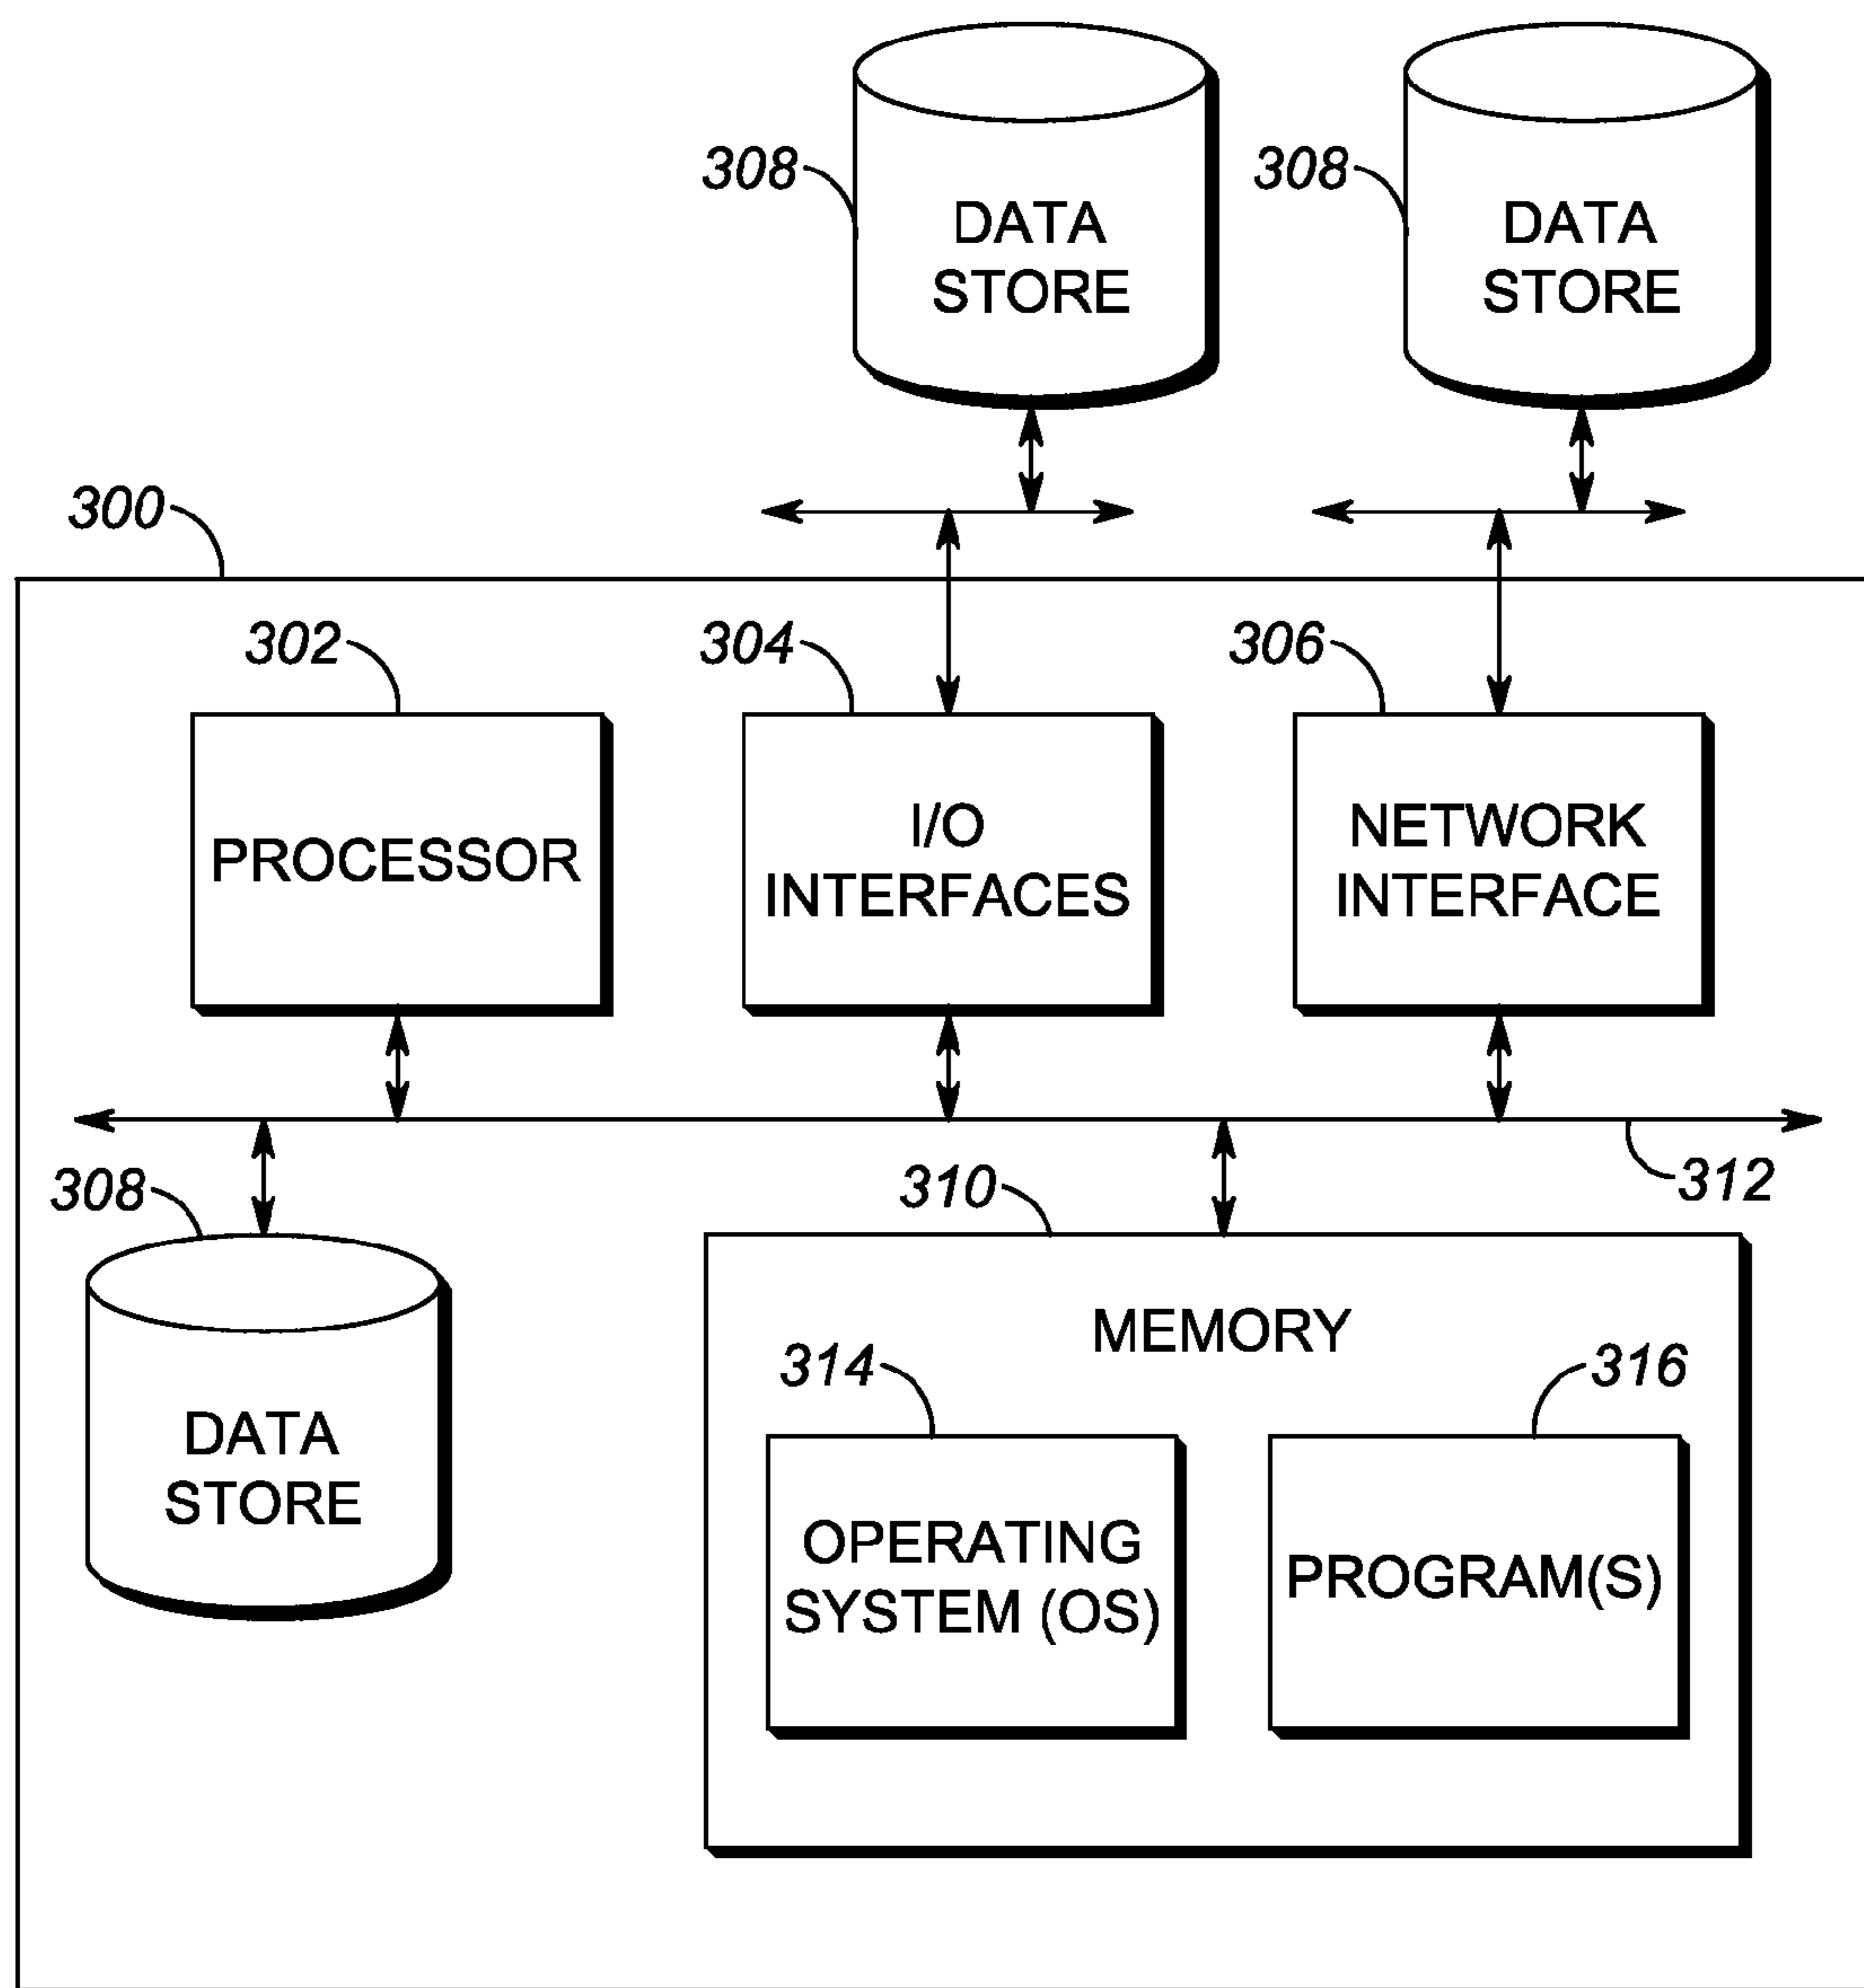 308
DATA
STORE
308
DATA
STORE
300
302
304
306
PROCESSOR
I/O
INTERFACES
NETWORK
INTERFACE
308
310
312
DATA
STORE
MEMORY
314
316
OPERATING
SYSTEM (OS)
PROGRAM(S)